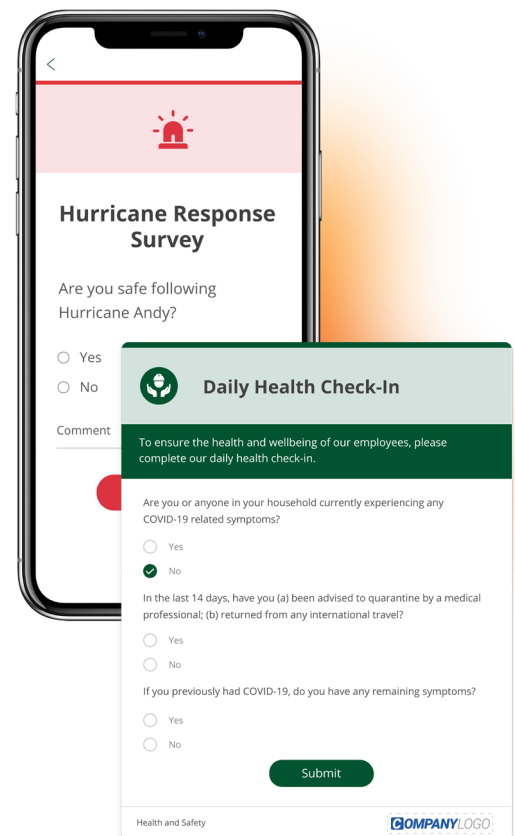 Hurricane Response
Survey
Are you safe following
Hurricane Andy?
Yes
No
Comment
Daily Health Check-In
To ensure the health and wellbeing of our employees, please
complete our daily health check-in.
Are you or anyone in your household currently experiencing any
COVID-19 related symptoms?
Yes
No
In the last 14 days, have you (a) been advised to quarantine by a medical
professional; (b) returned from any international travel?
Yes
No
If you previously had COVID-19, do you have any remaining symptoms?
Yes
No
Submit
Health and Safety
COMPANYLOGO